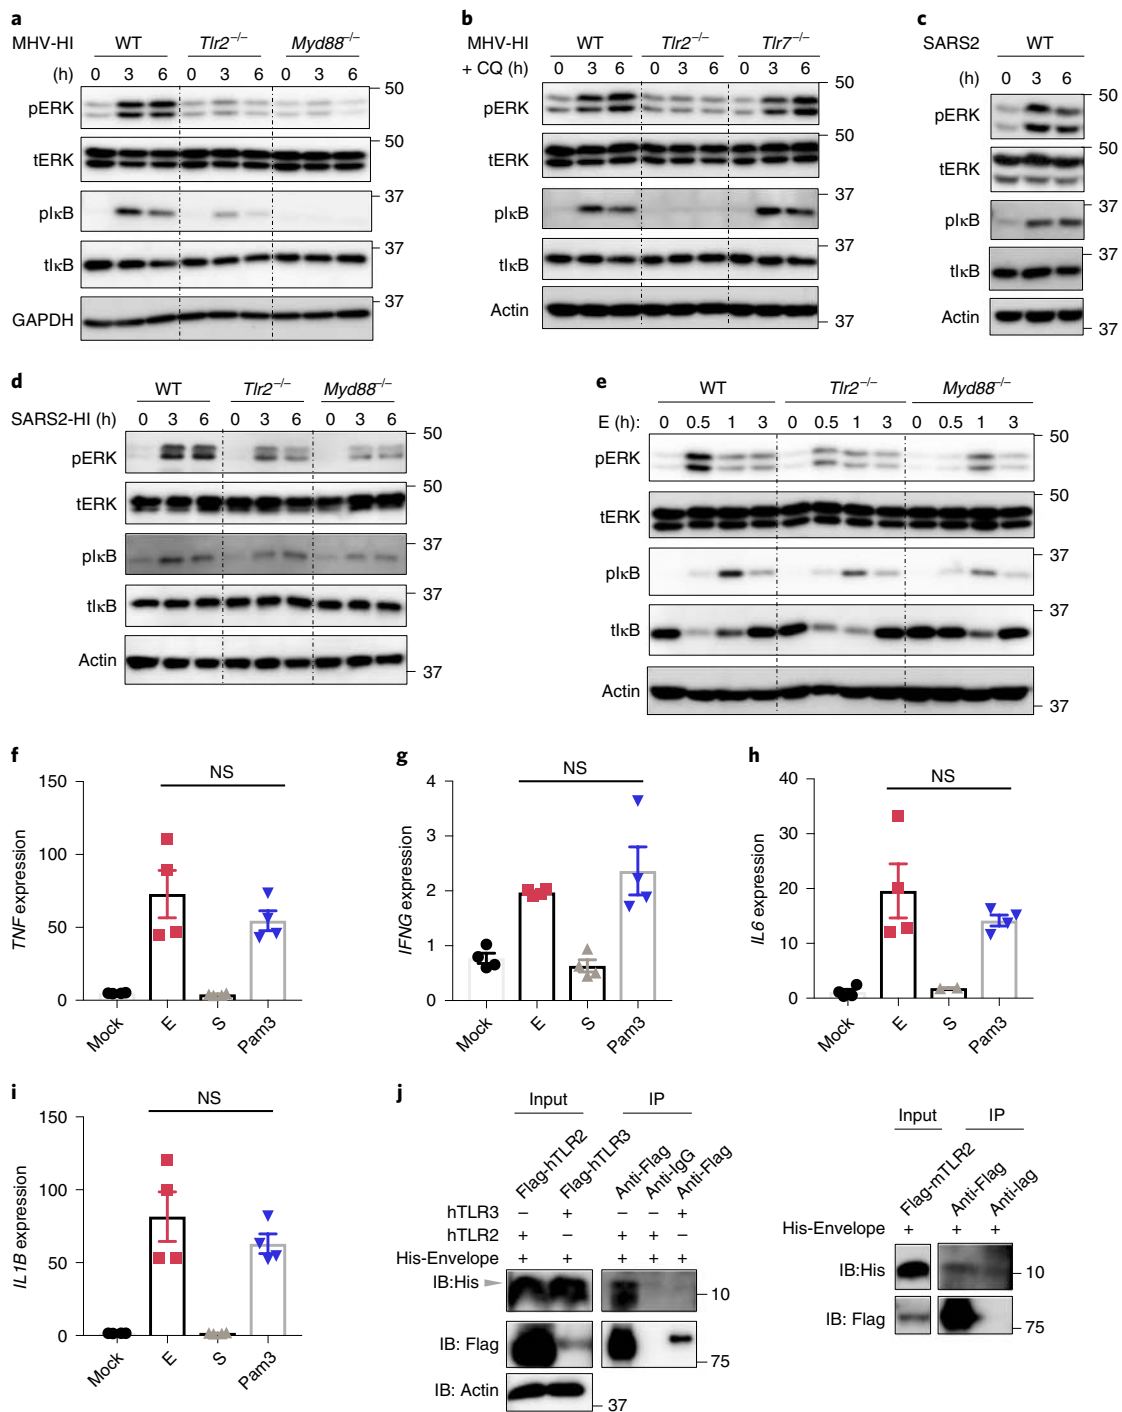 a
MHV-HI WT Tlr2−/− Myd88−/−
(h) 0 3 6 0 3 6 0 3 6
pERK 50
tERK 50
pIκB 37
tIκB 37
GAPDH 37
b
MHV-HI WT Tlr2−/− Tlr7−/−
+ CQ (h) 0 3 6 0 3 6 0 3 6
pERK 50
tERK 50
pIκB 37
tIκB 37
Actin 37
c
SARS2 WT
(h) 0 3 6
pERK 50
tERK 50
pIκB 37
tIκB 37
Actin 37
d
WT Tlr2−/− Myd88−/−
SARS2-HI (h) 0 3 6 0 3 6 0 3 6
pERK 50
tERK 50
pIκB 37
tIκB 37
Actin 37
e
WT Tlr2−/− Myd88−/−
E (h): 0 0.5 1 3 0 0.5 1 3 0 0.5 1 3
pERK 50
tERK 50
pIκB 37
tIκB 37
Actin 37
f
NS
TNF expression
150
100
50
0
Mock E S Pam3
g
NS
IFNG expression
4
3
2
1
0
Mock E S Pam3
h
NS
IL6 expression
40
30
20
10
0
Mock E S Pam3
i
NS
IL1B expression
150
100
50
0
Mock E S Pam3
j
Input IP
Flag-hTLR2 Flag-hTLR3 Anti-Flag Anti-IgG Anti-Flag
hTLR3 − + − − +
hTLR2 + − + + −
His-Envelope + + + + +
IB:His 10
IB: Flag 75
IB: Actin 37
Input IP
Flag-mTLR2 Anti-Flag Anti-Iag
His-Envelope + + +
IB:His 10
IB: Flag 75